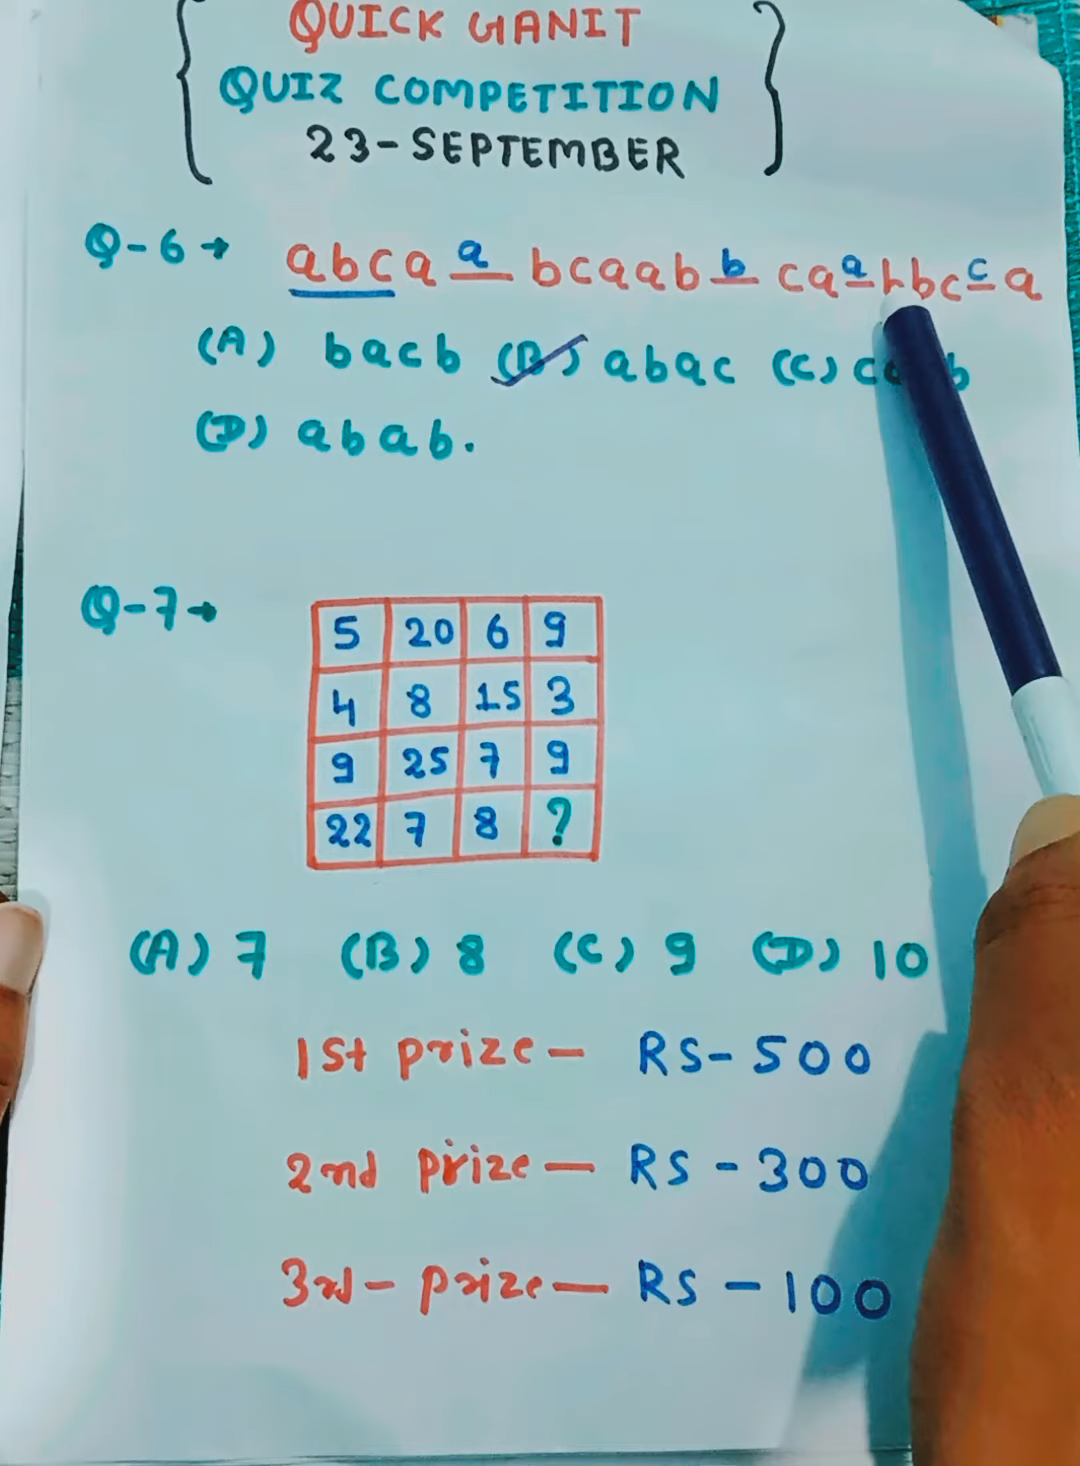 QUICK GANIT
QUIZ COMPETITION
23-SEPTEMBER
Q-6→ abca a bcaab b ca a bbc c a
(A) bacb (B) abac (C)
(D) abab.
Q-7→
5 20 6 9
4 8 15 3
9 25 7 9
22 7 8 ?
(A) 7 (B) 8 (C) 9 (D) 10
1st prize— RS-500
2nd prize— RS-300
3rd-prize— RS-100